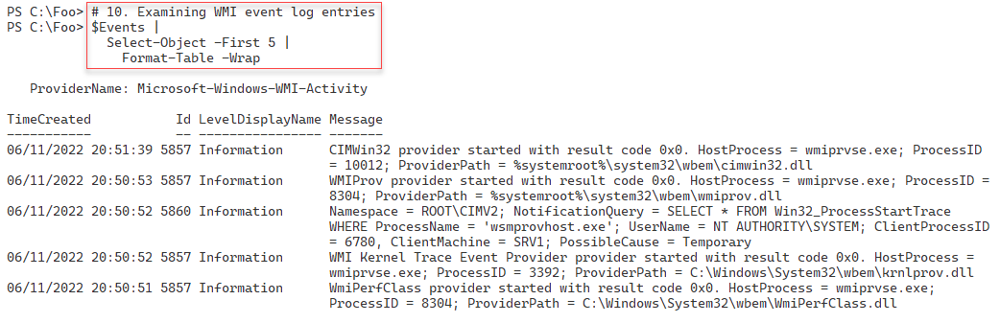 PS C:\Foo> # 10. Examining WMI event log entries
PS C:\Foo> $Events |
Select-Object -First 5 |
Format-Table -Wrap
ProviderName: Microsoft-Windows-WMI-Activity
TimeCreated Id LevelDisplayName Message
----------- -- ---------------- -------
06/11/2022 20:51:39 5857 Information CIMWin32 provider started with result code 0x0. HostProcess = wmiprvse.exe; ProcessID
= 10012; ProviderPath = %systemroot%\system32\wbem\cimwin32.dll
06/11/2022 20:50:53 5857 Information WMIProv provider started with result code 0x0. HostProcess = wmiprvse.exe; ProcessID =
8304; ProviderPath = %systemroot%\system32\wbem\wmiprov.dll
06/11/2022 20:50:52 5860 Information Namespace = ROOT\CIMV2; NotificationQuery = SELECT * FROM Win32_ProcessStartTrace
WHERE ProcessName = 'wsmprovhost.exe'; UserName = NT AUTHORITY\SYSTEM; ClientProcessID
= 6780, ClientMachine = SRV1; PossibleCause = Temporary
06/11/2022 20:50:52 5857 Information WMI Kernel Trace Event Provider provider started with result code 0x0. HostProcess =
wmiprvse.exe; ProcessID = 3392; ProviderPath = C:\Windows\System32\wbem\krnlprov.dll
06/11/2022 20:50:51 5857 Information WmiPerfClass provider started with result code 0x0. HostProcess = wmiprvse.exe;
ProcessID = 8304; ProviderPath = C:\Windows\System32\wbem\WmiPerfClass.dll